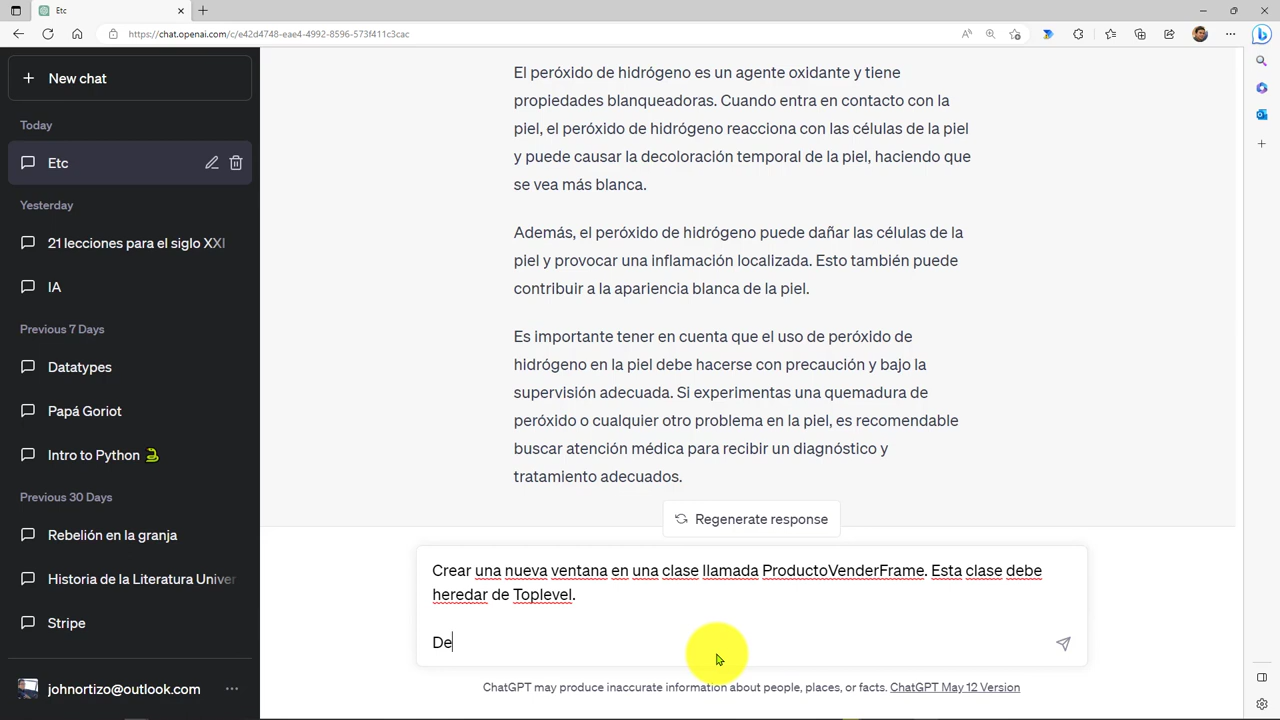 Etc
https://chat.openai.com/c/e42d4748-eae4-4992-8596-573f411c3cac
New chat
Today
Etc
Yesterday
21 lecciones para el siglo XXI
IA
Previous 7 Days
Datatypes
Papá Goriot
Intro to Python
Previous 30 Days
Rebelión en la granja
Historia de la Literatura Univer
Stripe
johnortizo@outlook.com
El peróxido de hidrógeno es un agente oxidante y tiene
propiedades blanqueadoras. Cuando entra en contacto con la
piel, el peróxido de hidrógeno reacciona con las células de la piel
y puede causar la decoloración temporal de la piel, haciendo que
se vea más blanca.
Además, el peróxido de hidrógeno puede dañar las células de la
piel y provocar una inflamación localizada. Esto también puede
contribuir a la apariencia blanca de la piel.
Es importante tener en cuenta que el uso de peróxido de
hidrógeno en la piel debe hacerse con precaución y bajo la
supervisión adecuada. Si experimentas una quemadura de
peróxido o cualquier otro problema en la piel, es recomendable
buscar atención médica para recibir un diagnóstico y
tratamiento adecuados.
Regenerate response
Crear una nueva ventana en una clase llamada ProductoVenderFrame. Esta clase debe
heredar de Toplevel.
De
ChatGPT may produce inaccurate information about people, places, or facts. ChatGPT May 12 Version